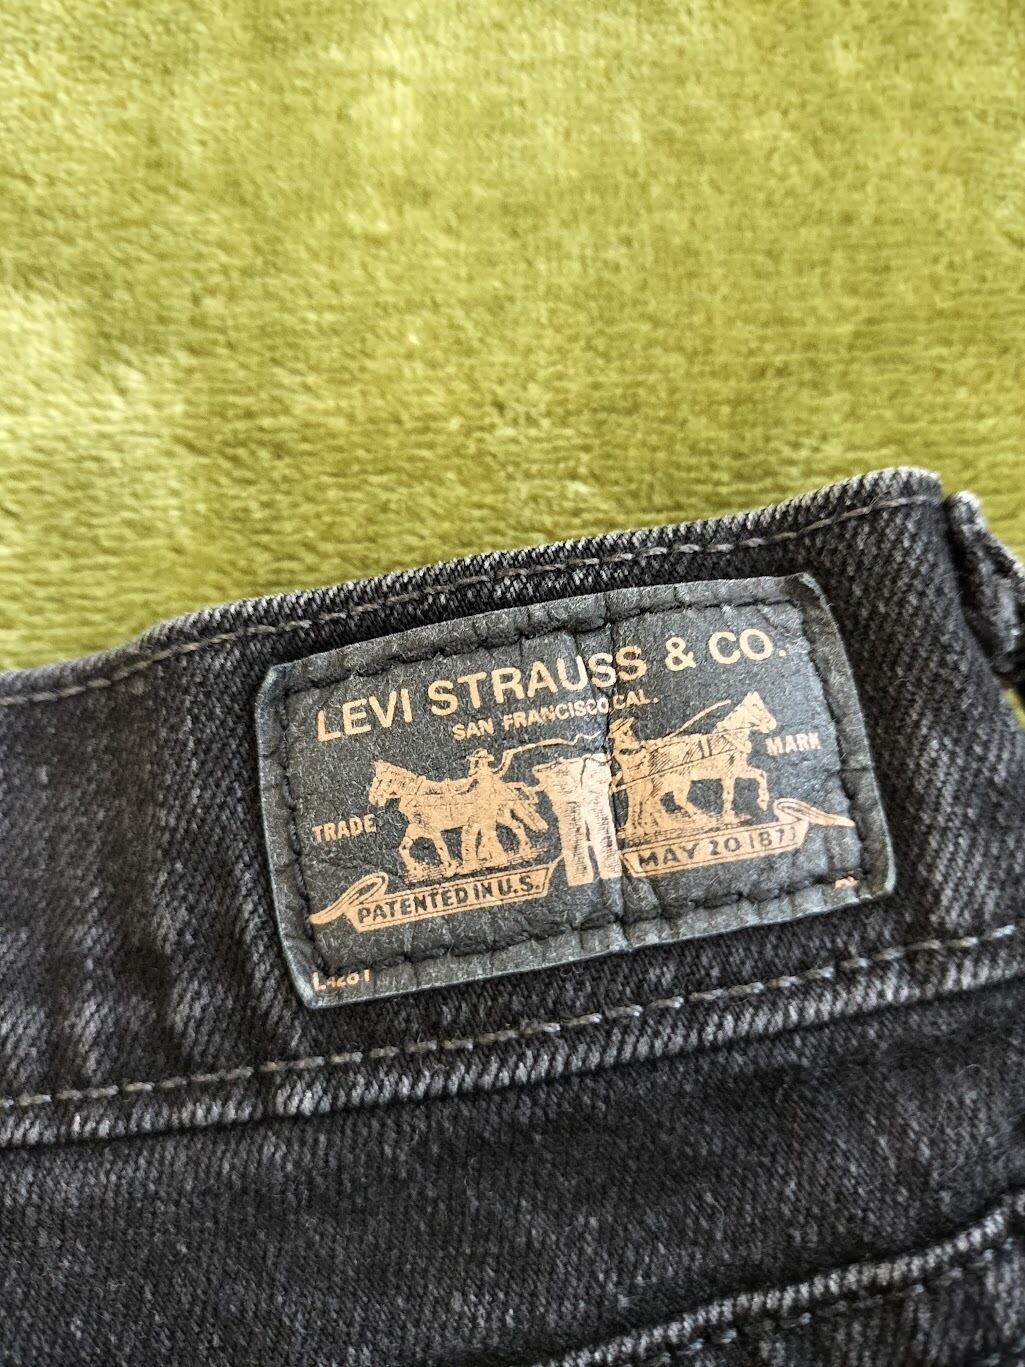 LEVI STRAUSS & CO.
SAN FRANCISCO CAL.
TRADE MARK
PATENTED IN U.S. MAY 20 1873